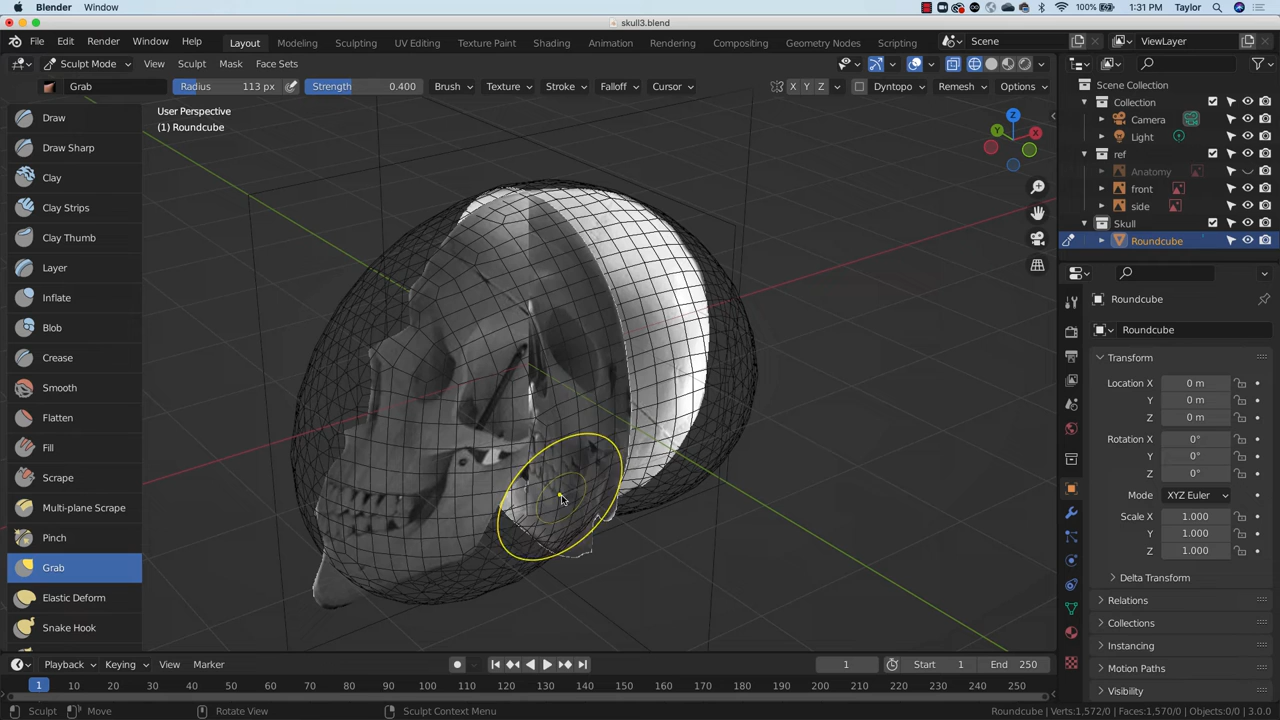 Blender Window 100% 1:31 PM Taylor
skull3.blend
File Edit Render Window Help Layout Modeling Sculpting UV Editing Texture Paint Shading Animation Rendering Compositing Geometry Nodes Scripting Scene ViewLayer
Sculpt Mode View Sculpt Mask Face Sets
Grab Radius 113 px Strength 0.400 Brush Texture Stroke Falloff Cursor X Y Z Dyntopo Remesh Options
User Perspective
(1) Roundcube
Draw
Draw Sharp
Clay
Clay Strips
Clay Thumb
Layer
Inflate
Blob
Crease
Smooth
Flatten
Fill
Scrape
Multi-plane Scrape
Pinch
Grab
Elastic Deform
Snake Hook
Z
Y
X
Scene Collection
Collection
Camera
Light
ref
Anatomy
front
side
Skull
Roundcube
Roundcube
Roundcube
Transform
Location X 0 m
Y 0 m
Z 0 m
Rotation X 0°
Y 0°
Z 0°
Mode XYZ Euler
Scale X 1.000
Y 1.000
Z 1.000
Delta Transform
Relations
Collections
Instancing
Motion Paths
Visibility
Playback Keying View Marker 1 Start 1 End 250
1 10 20 30 40 50 60 70 80 90 100 110 120 130 140 150 160 170 180 190 200 210 220 230 240 250
Sculpt Move Rotate View Sculpt Context Menu Roundcube | Verts:1,572/0 | Faces:1,570/0 | Objects:0/0 | 3.0.0